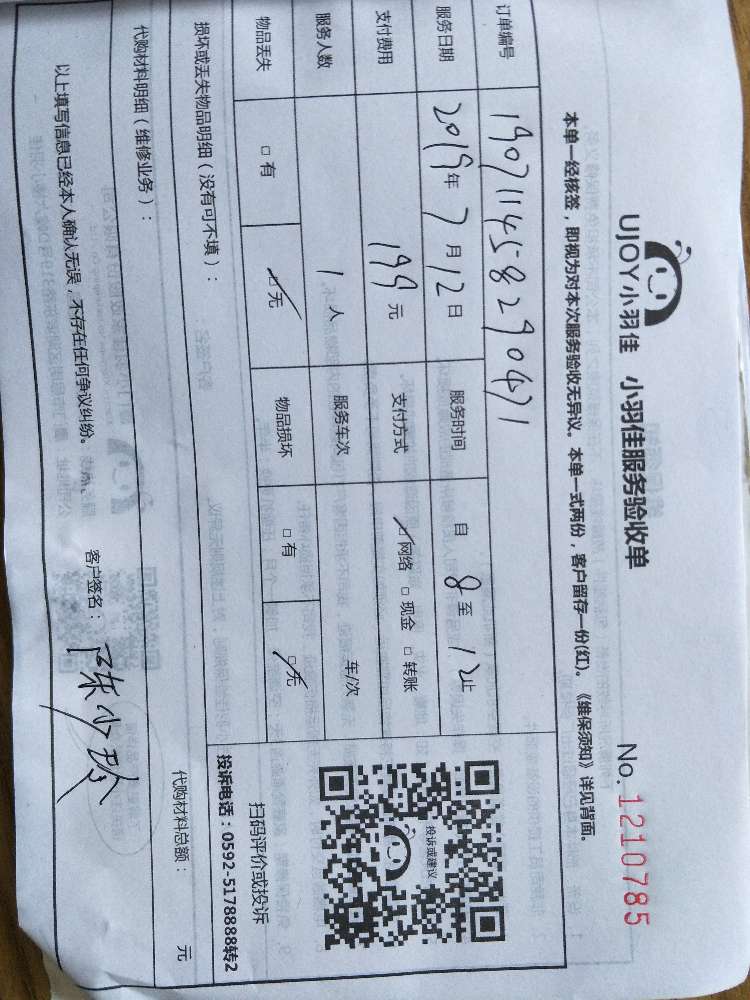 UJOY小羽佳 小羽佳服务验收单
No. 1210785
本单一经核签，即视为对本次服务验收无异议。本单一式两份，客户留存一份(红)。《维保须知》详见背面。
订单编号 190711458290471
服务日期 2019年7月12日 服务时间 自 8 至 12 止
支付费用 199 元 支付方式 ☑网络 □现金 □转账
服务人数 1 人 服务车次 车/次
物品丢失 □有 ☑无 物品损坏 □有 ☑无
投诉或建议
扫码评价或投诉
投诉电话：0592-5178888转2
损坏或丢失物品明细（没有可不填）：
代购材料明细（维修业务）： 代购材料总额： 元
以上填写信息已经本人确认无误，不存在任何争议纠纷。 客户签名：陈少珍